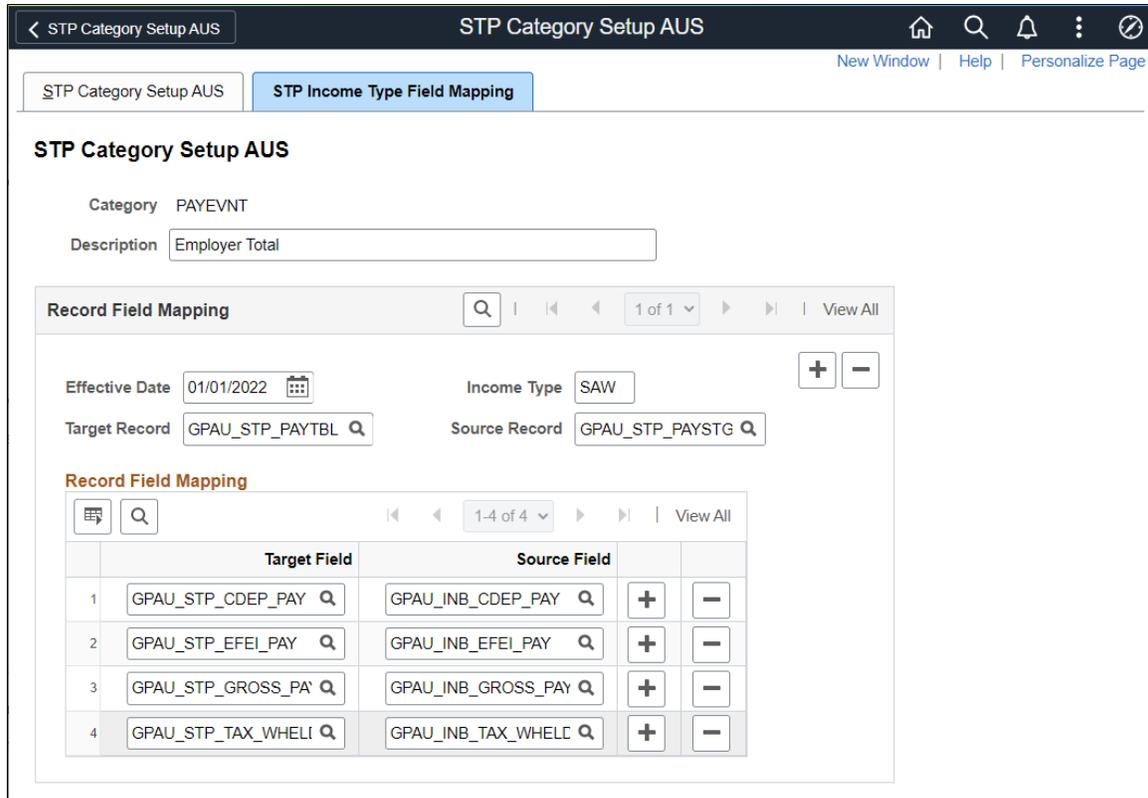 STP Category Setup AUS STP Category Setup AUS
New Window | Help | Personalize Page
STP Category Setup AUS STP Income Type Field Mapping
STP Category Setup AUS
Category PAYEVNT
Description Employer Total
Record Field Mapping | 1 of 1 | View All
Effective Date 01/01/2022 Income Type SAW
Target Record GPAU_STP_PAYTBL Source Record GPAU_STP_PAYSTG
Record Field Mapping
1-4 of 4 | View All
Target Field Source Field
1 GPAU_STP_CDEP_PAY GPAU_INB_CDEP_PAY
2 GPAU_STP_EFEI_PAY GPAU_INB_EFEI_PAY
3 GPAU_STP_GROSS_PA GPAU_INB_GROSS_PAY
4 GPAU_STP_TAX_WHEL GPAU_INB_TAX_WHELD